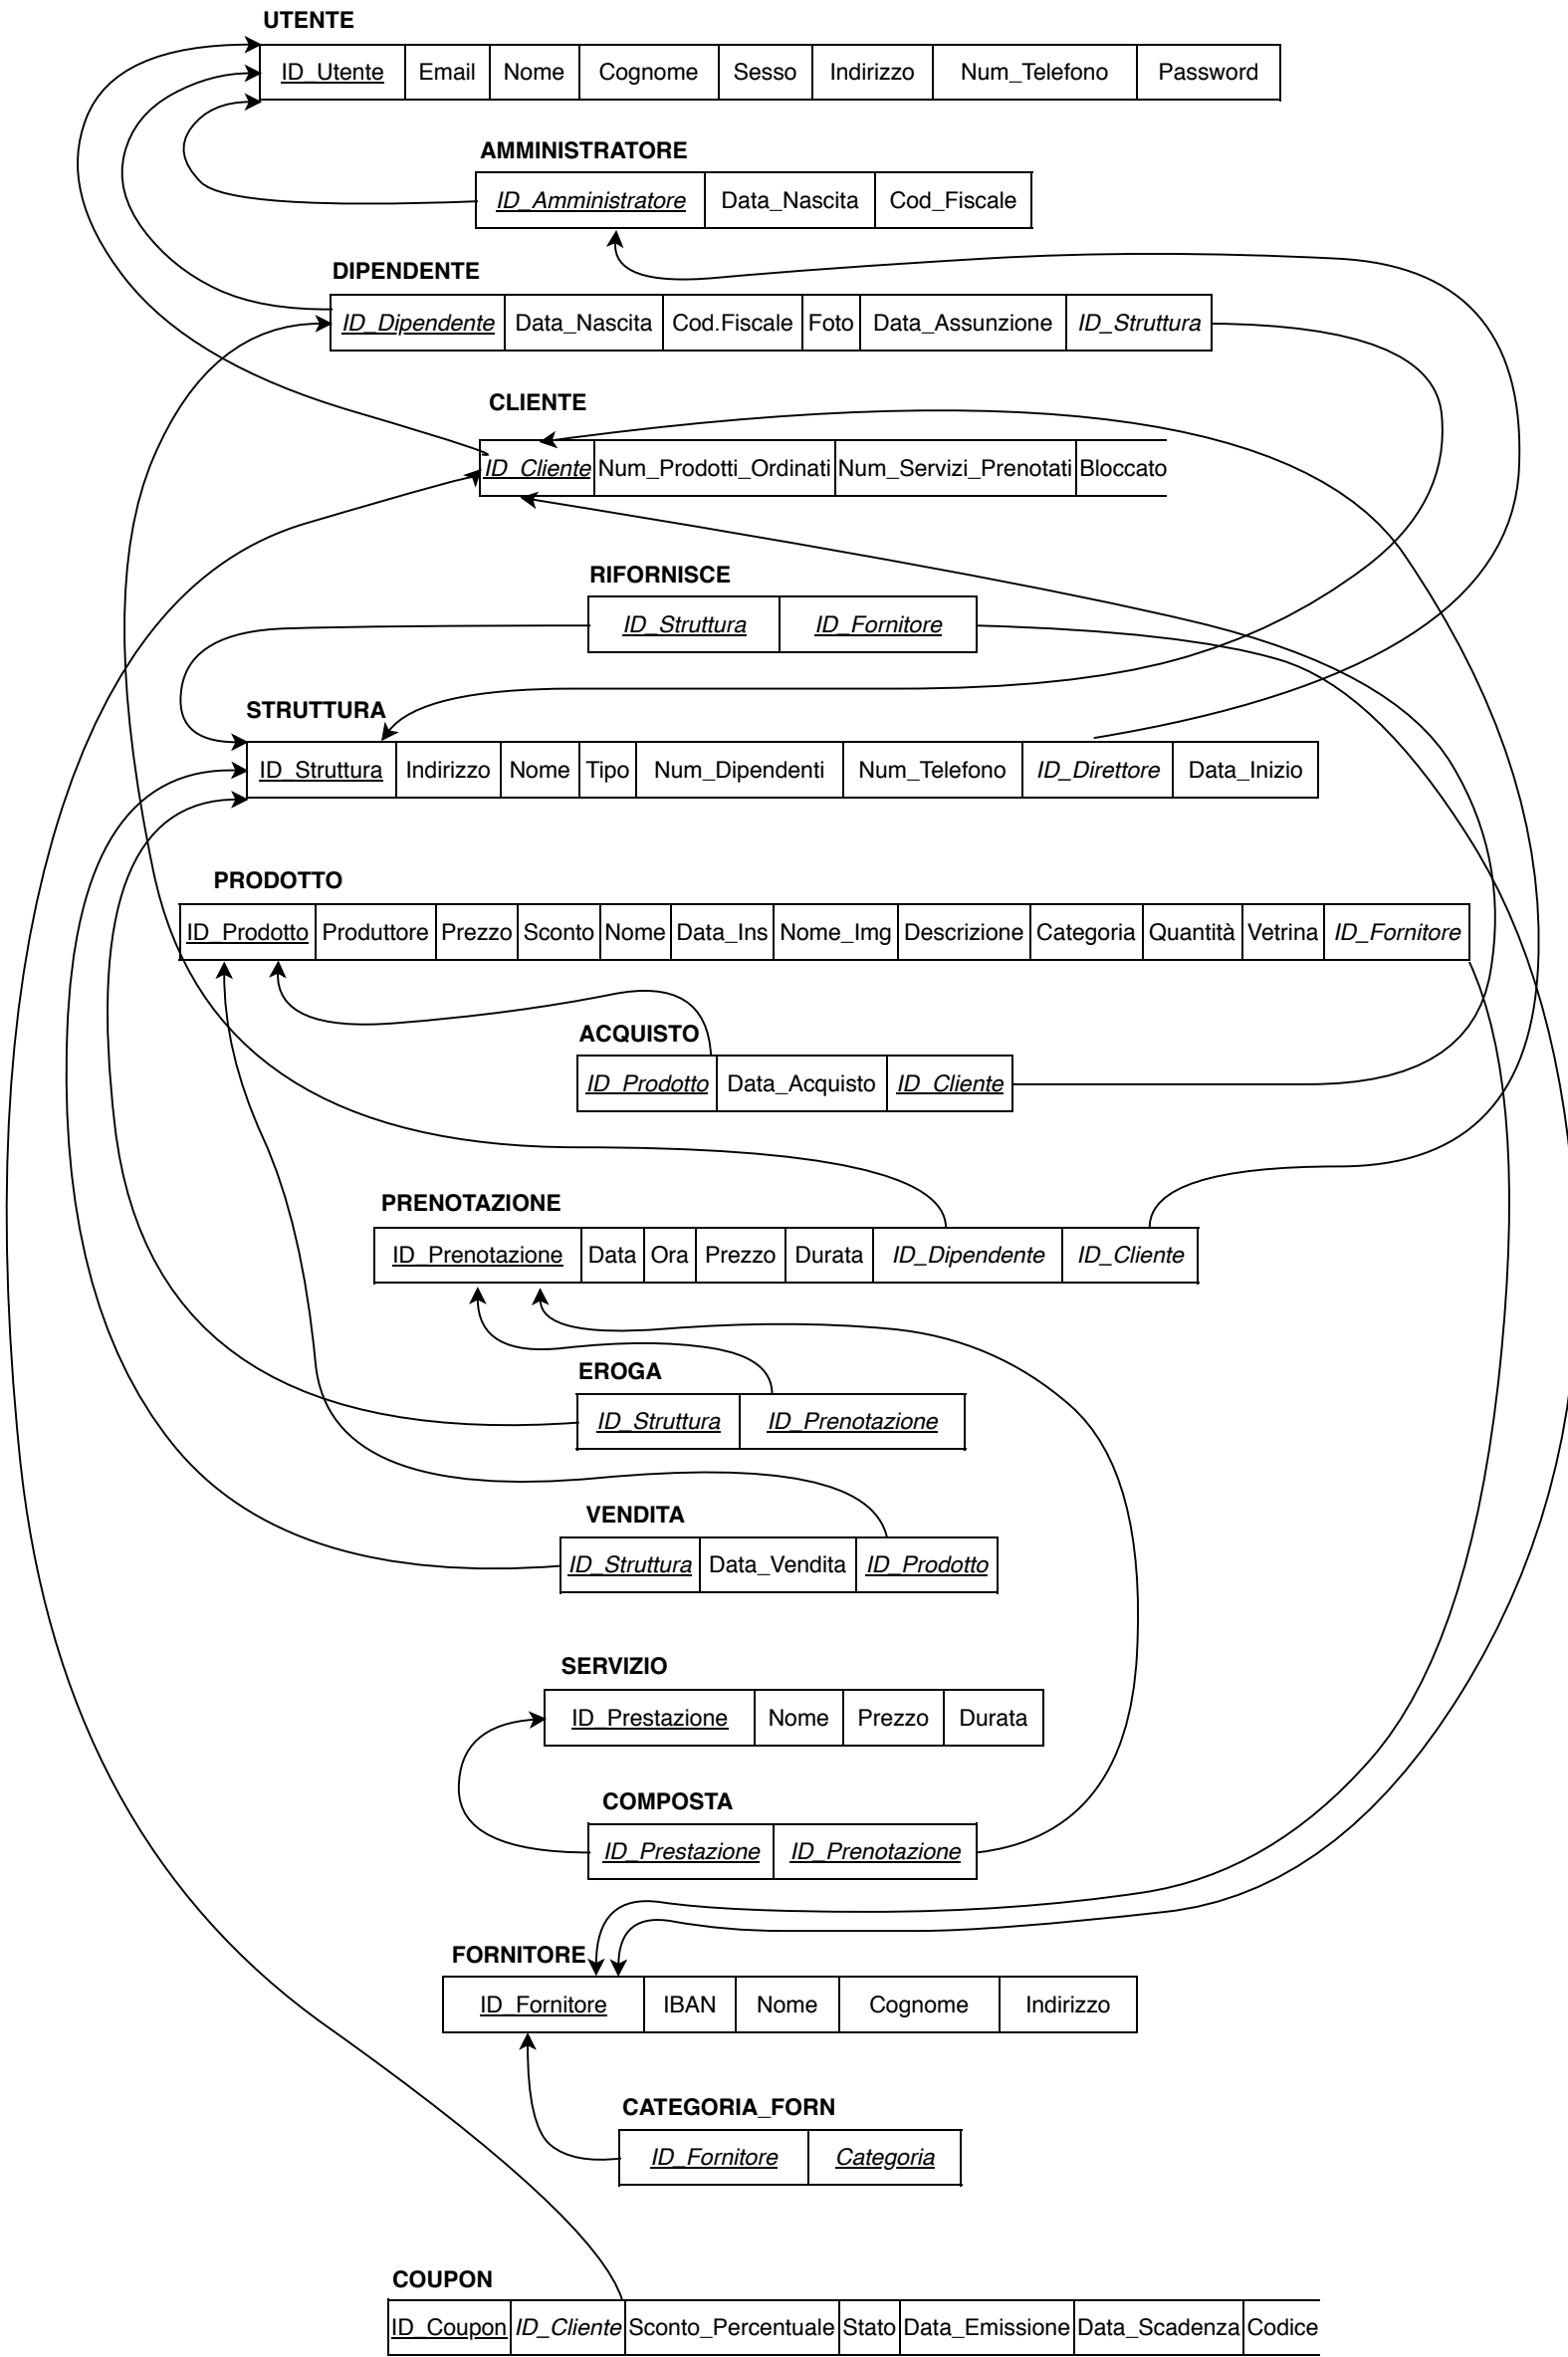 UTENTE
ID_Utente Email Nome Cognome Sesso Indirizzo Num_Telefono Password
AMMINISTRATORE
ID_Amministratore Data_Nascita Cod_Fiscale
DIPENDENTE
ID_Dipendente Data_Nascita Cod.Fiscale Foto Data_Assunzione ID_Struttura
CLIENTE
ID_Cliente Num_Prodotti_Ordinati Num_Servizi_Prenotati Bloccato
RIFORNISCE
ID_Struttura ID_Fornitore
STRUTTURA
ID_Struttura Indirizzo Nome Tipo Num_Dipendenti Num_Telefono ID_Direttore Data_Inizio
PRODOTTO
ID_Prodotto Produttore Prezzo Sconto Nome Data_Ins Nome_Img Descrizione Categoria Quantità Vetrina ID_Fornitore
ACQUISTO
ID_Prodotto Data_Acquisto ID_Cliente
PRENOTAZIONE
ID_Prenotazione Data Ora Prezzo Durata ID_Dipendente ID_Cliente
EROGA
ID_Struttura ID_Prenotazione
VENDITA
ID_Struttura Data_Vendita ID_Prodotto
SERVIZIO
ID_Prestazione Nome Prezzo Durata
COMPOSTA
ID_Prestazione ID_Prenotazione
FORNITORE
ID_Fornitore IBAN Nome Cognome Indirizzo
CATEGORIA_FORN
ID_Fornitore Categoria
COUPON
ID_Coupon ID_Cliente Sconto_Percentuale Stato Data_Emissione Data_Scadenza Codice